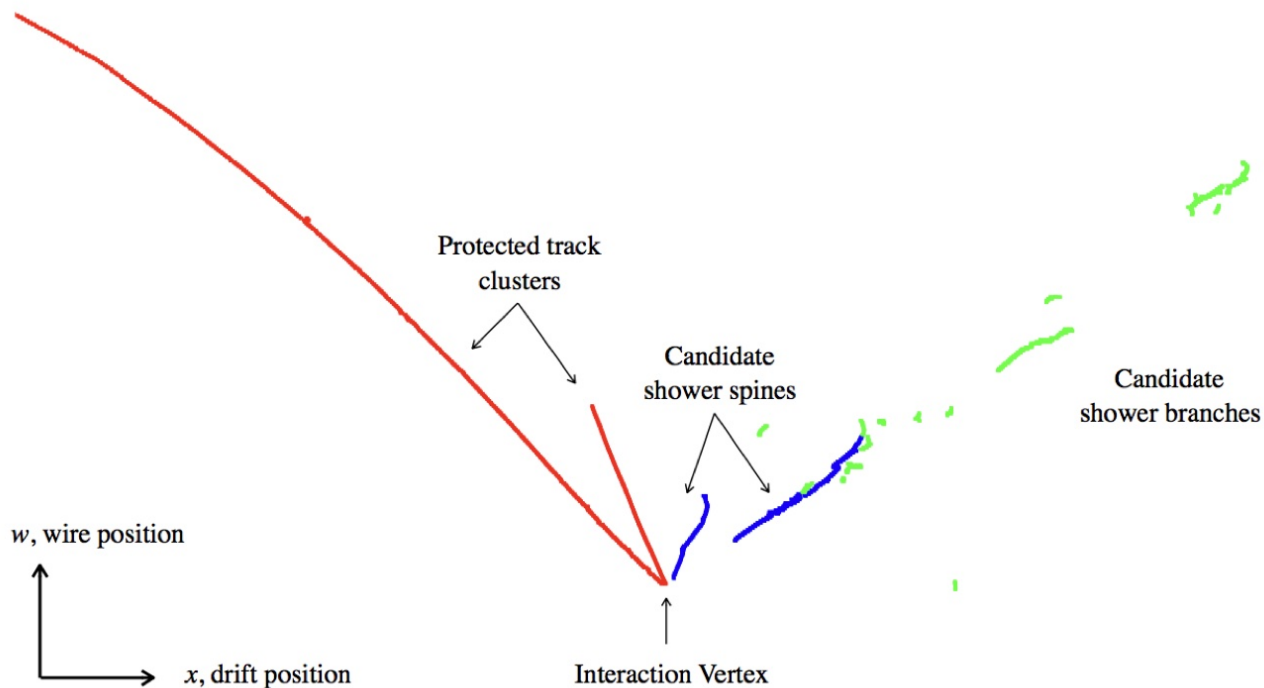 Protected track
clusters
Candidate
shower spines
Candidate
shower branches
w, wire position
x, drift position
Interaction Vertex